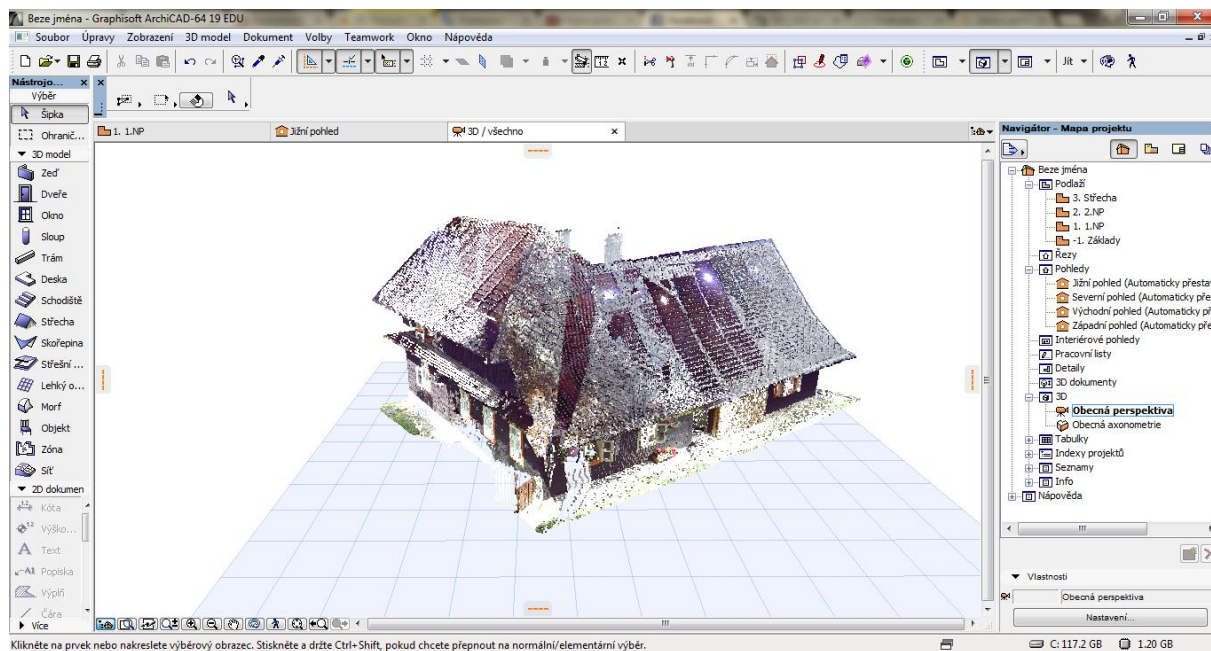 Beze jména - Graphisoft ArchiCAD-64 19 EDU
Soubor Úpravy Zobrazení 3D model Dokument Volby Teamwork Okno Nápověda
Jít
Nástrojo...
Výběr
Šipka
Ohranič...
3D model
Zeď
Dveře
Okno
Sloup
Trám
Deska
Schodiště
Střecha
Skořepina
Střešní ...
Lehký o...
Morf
Objekt
Zóna
Síť
2D dokumen
Kóta
Výško...
Text
Popiska
Výplň
Čára
Více
1. 1.NP
Jižní pohled
3D / všechno
Navigátor - Mapa projektu
Beze jména
Podlaží
3. Střecha
2. 2.NP
1. 1.NP
-1. Základy
Řezy
Pohledy
Jižní pohled (Automaticky přesta
Severní pohled (Automaticky pře
Východní pohled (Automaticky př
Západní pohled (Automaticky pře
Interiérové pohledy
Pracovní listy
Detaily
3D dokumenty
3D
Obecná perspektiva
Obecná axonometrie
Tabulky
Indexy projektů
Seznamy
Info
Nápověda
Vlastnosti
Obecná perspektiva
Nastavení...
Klikněte na prvek nebo nakreslete výběrový obrazec. Stiskněte a držte Ctrl+Shift, pokud chcete přepnout na normální/elementární výběr.
C: 117.2 GB 1.20 GB